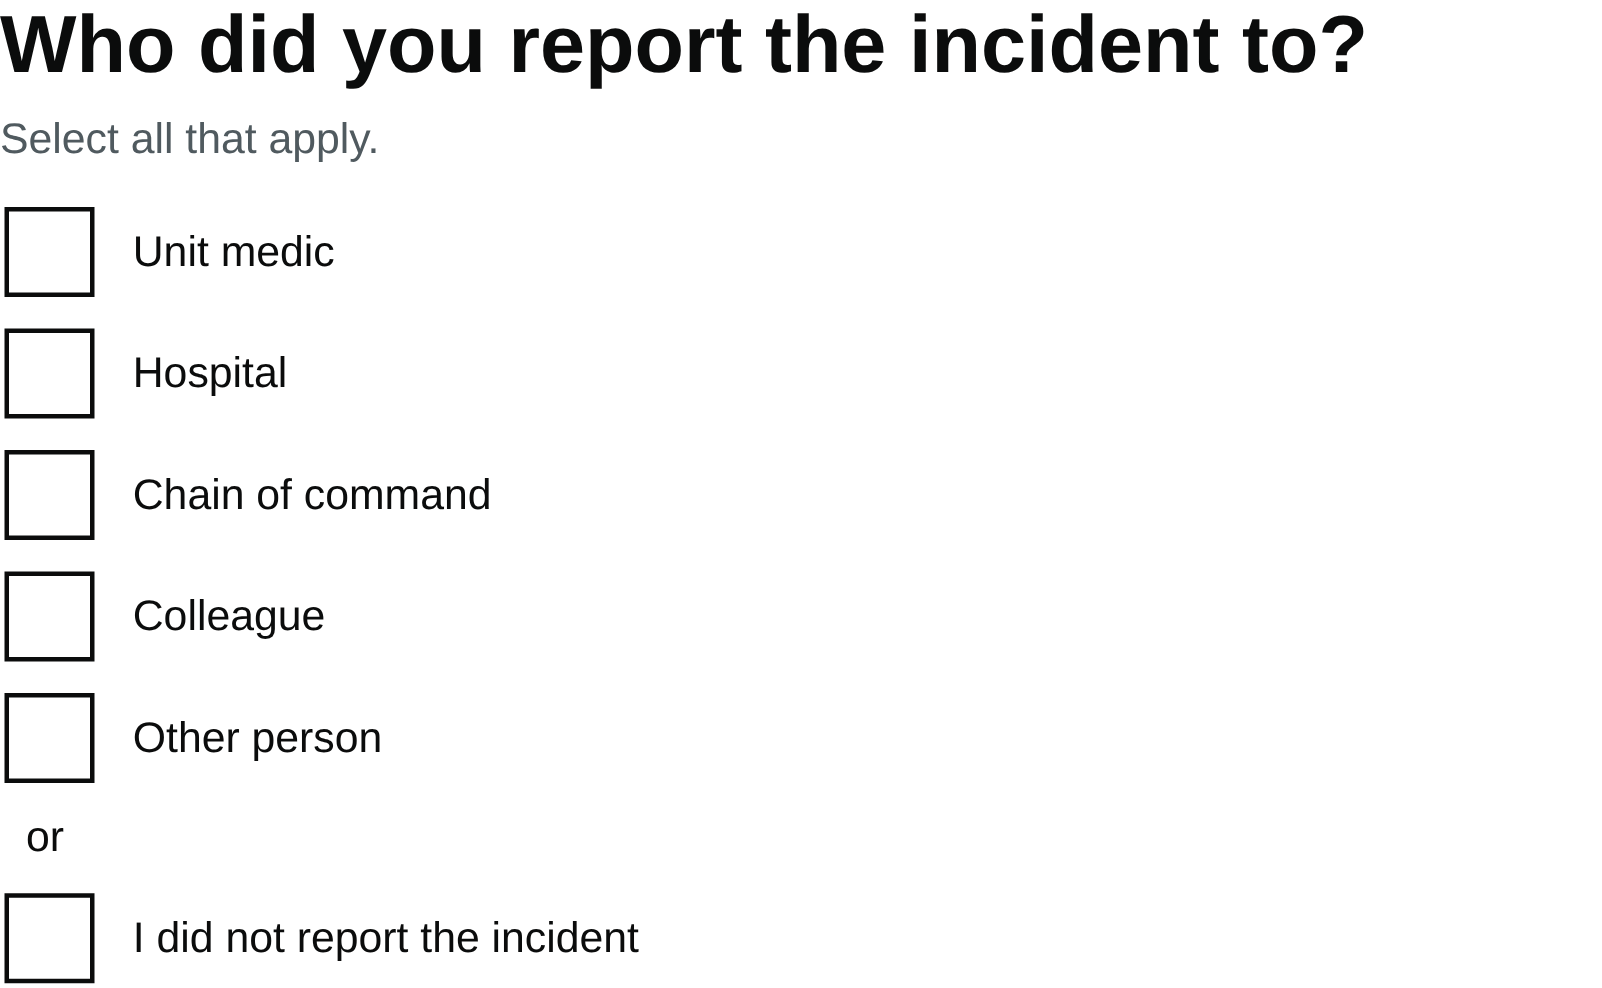 Who did you report the incident to?
Select all that apply.
Unit medic
Hospital
Chain of command
Colleague
Other person
or
I did not report the incident